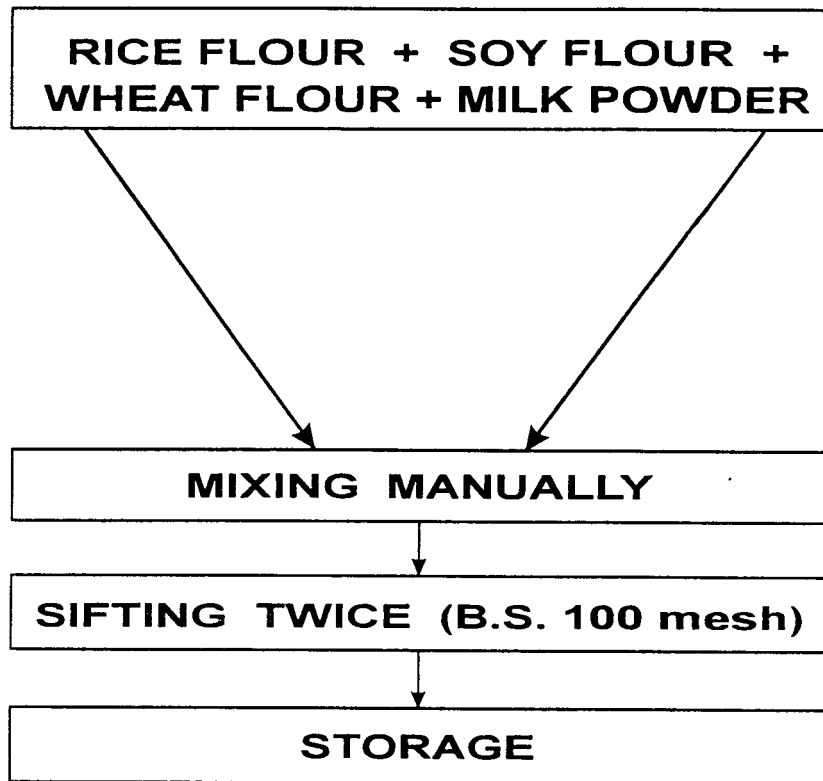 RICE FLOUR + SOY FLOUR +
WHEAT FLOUR + MILK POWDER
MIXING MANUALLY
SIFTING TWICE (B.S. 100 mesh)
STORAGE